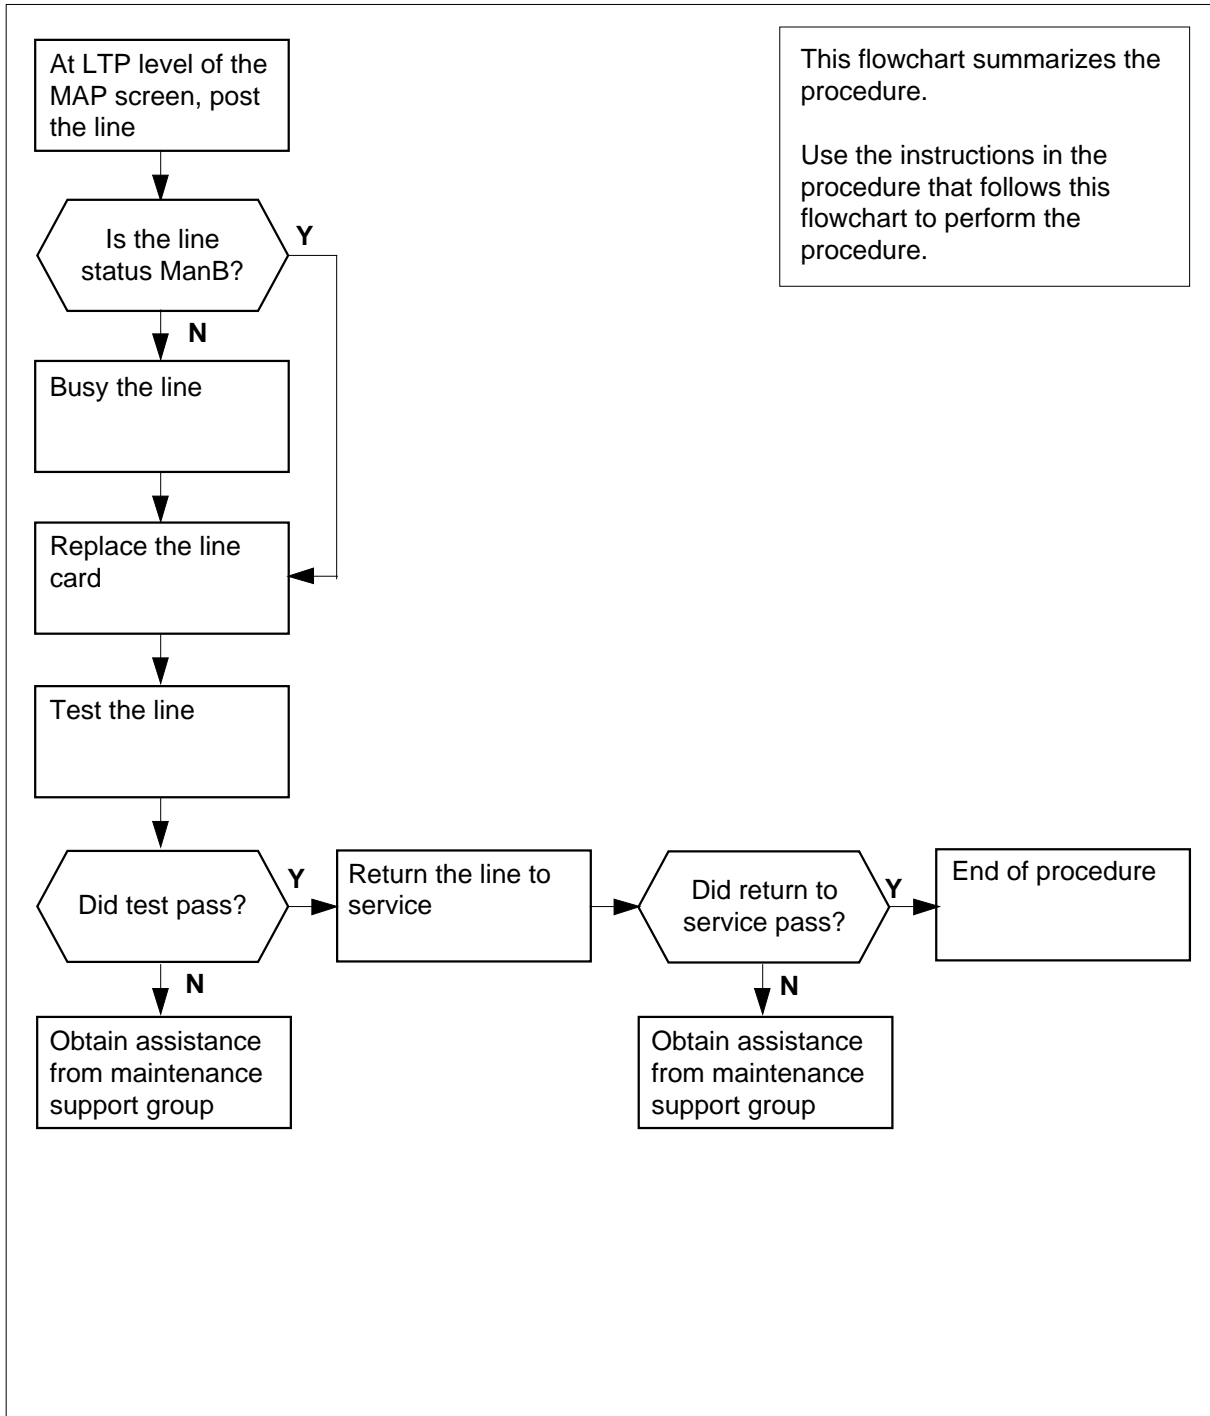 At LTP level of the
MAP screen, post
the line
This flowchart summarizes the
procedure.
Use the instructions in the
procedure that follows this
flowchart to perform the
procedure.
Is the line
status ManB?
Y
N
Busy the line
Replace the line
card
Test the line
Did test pass?
Y
Return the line to
service
Did return to
service pass?
Y
End of procedure
N
Obtain assistance
from maintenance
support group
N
Obtain assistance
from maintenance
support group